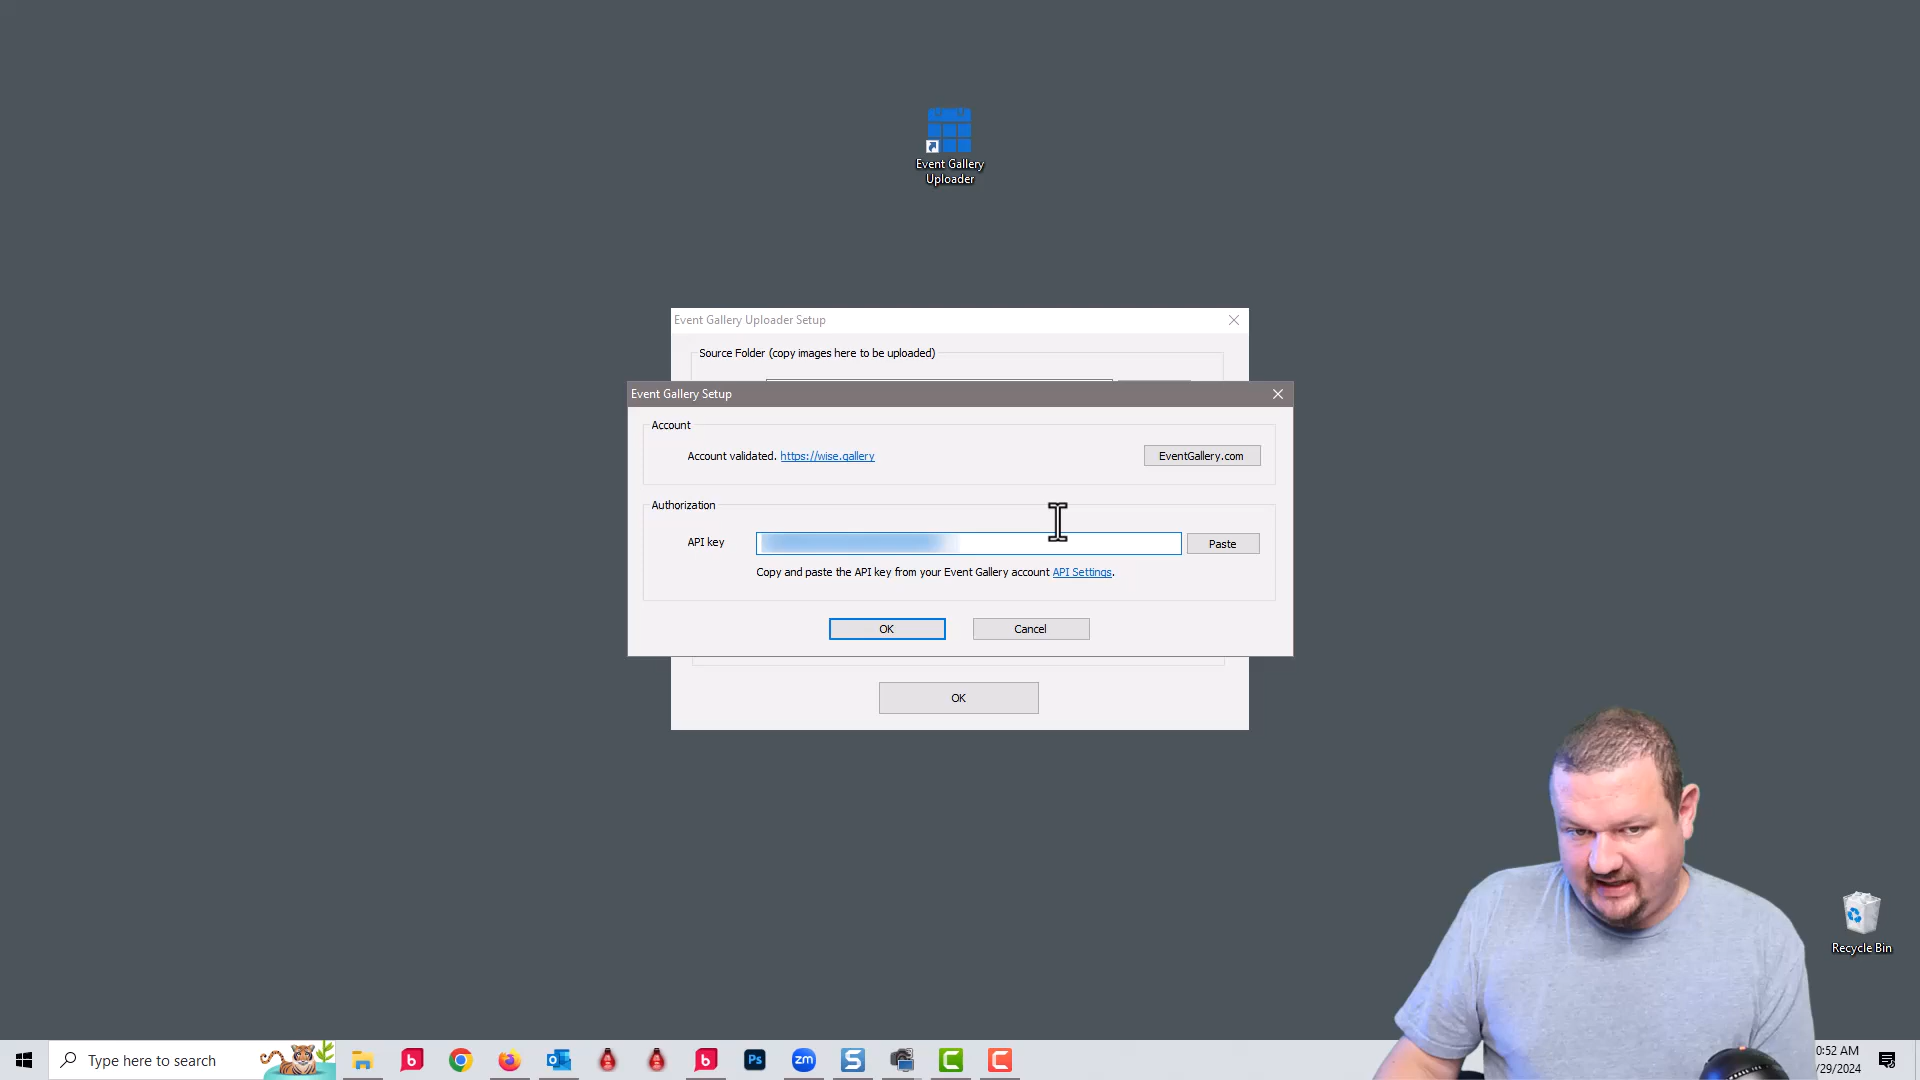 Event Gallery
Uploader
Event Gallery Uploader Setup
Source Folder (copy images here to be uploaded)
Event Gallery Setup
Account
Account validated. https://wise.gallery
EventGallery.com
Authorization
API key
Paste
Copy and paste the API key from your Event Gallery account API Settings.
OK
Cancel
OK
Recycle Bin
Type here to search
Ps
zm
0:52 AM
/29/2024